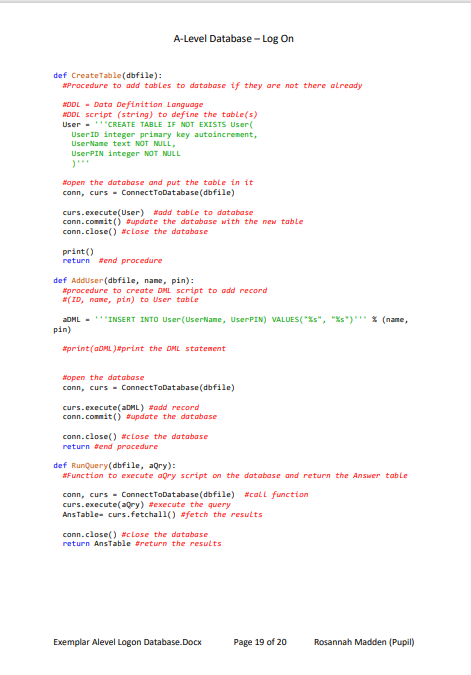 A-Level Database – Log On
def CreateTable(dbfile):
#Procedure to add tables to database if they are not there already
#DDL = Data Definition Language
#DDL script (string) to define the table(s)
User = '''CREATE TABLE IF NOT EXISTS User(
UserID integer primary key autoincrement,
UserName text NOT NULL,
UserPIN integer NOT NULL
)'''
#open the database and put the table in it
conn, curs = ConnectToDatabase(dbfile)
curs.execute(User) #add table to database
conn.commit() #update the database with the new table
conn.close() #close the database
print()
return #end procedure
def AddUser(dbfile, name, pin):
#procedure to create DML script to add record
#(ID, name, pin) to User table
aDML = '''INSERT INTO User(UserName, UserPIN) VALUES("%s", "%s")''' % (name,
pin)
#print(aDML)#print the DML statement
#open the database
conn, curs = ConnectToDatabase(dbfile)
curs.execute(aDML) #add record
conn.commit() #update the database
conn.close() #close the database
return #end procedure
def RunQuery(dbfile, aQry):
#Function to execute aQry script on the database and return the Answer table
conn, curs = ConnectToDatabase(dbfile) #call function
curs.execute(aQry) #execute the query
AnsTable= curs.fetchall() #fetch the results
conn.close() #close the database
return AnsTable #return the results
Exemplar Alevel Logon Database.Docx Page 19 of 20 Rosannah Madden (Pupil)